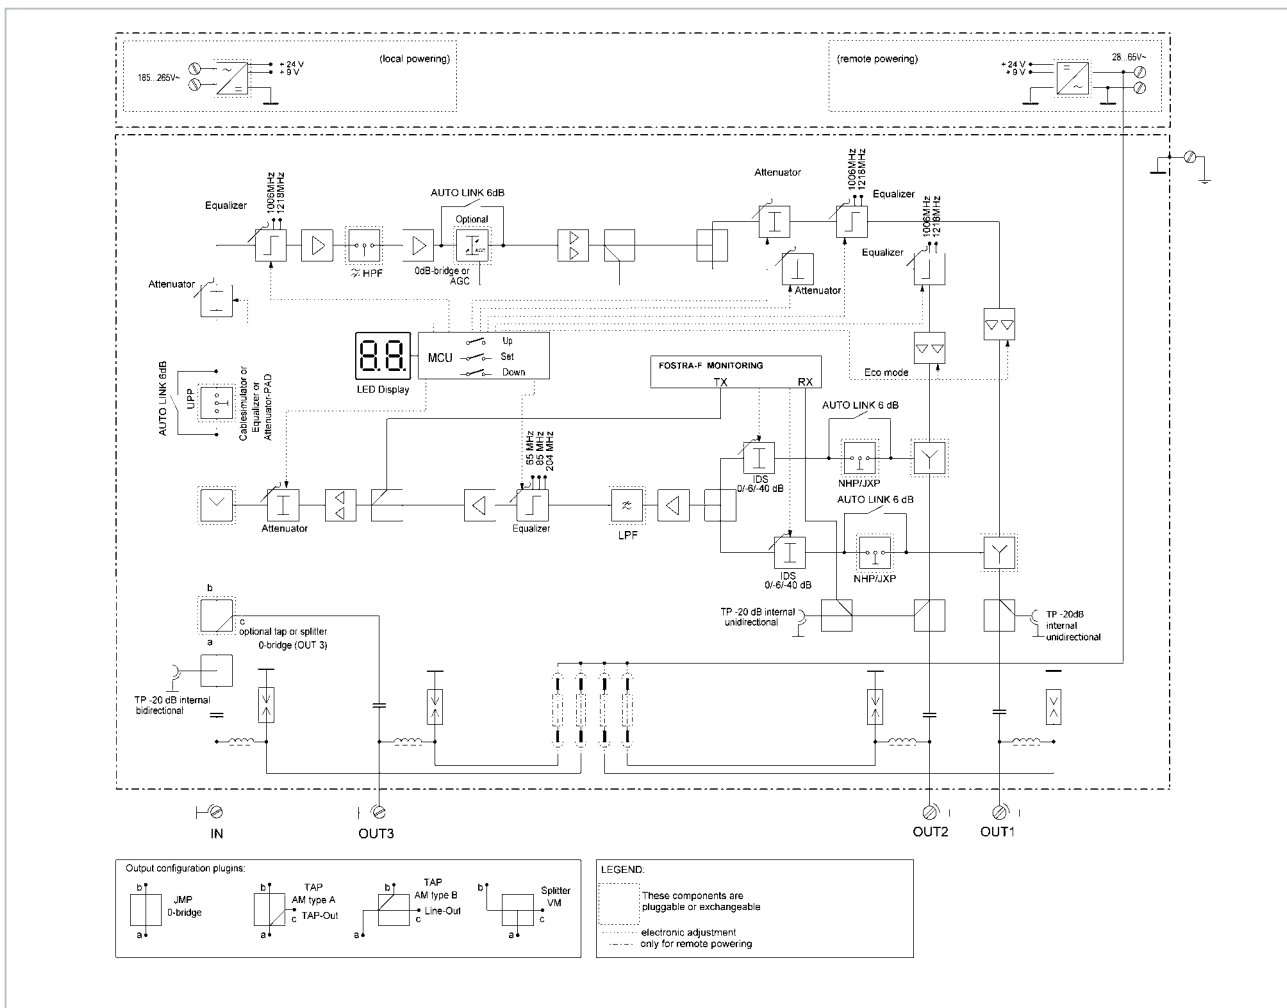 (local powering)
185...265V~
+ 24 V
+ 9 V
(remote powering)
28...65V~
+ 24 V
+ 9 V
Equalizer
1006MHz
1218MHz
HPF
AUTO LINK 6dB
Optional
AGC
0dB-bridge or
AGC
Attenuator
1006MHz
1218MHz
Equalizer
1006MHz
1218MHz
Equalizer
Attenuator
Attenuator
88
LED Display
MCU
Up
Set
Down
FOSTRA-F MONITORING
TX
RX
Eco mode
AUTO LINK 6dB
UPP
Cablesimulator or
Equalizer or
Attenuator-PAD
AUTO LINK 6 dB
65 MHz
85 MHz
204 MHz
IDS
0/-6/-40 dB
NHP/JXP
AUTO LINK 6 dB
Attenuator
Equalizer
LPF
IDS
0/-6/-40 dB
NHP/JXP
b
c
optional tap or splitter
a
0-bridge (OUT 3)
TP -20 dB internal
unidirectional
TP -20dB
internal
unidirectional
TP -20 dB internal
bidirectional
IN
OUT3
OUT2
OUT1
Output configuration plugins:
b
JMP
0-bridge
a
b
TAP
AM type A
c TAP-Out
a
b
TAP
AM type B
Line-Out
c
a
b
Splitter
VM
c
a
LEGEND:
These components are
pluggable or exchangeable
electronic adjustment
only for remote powering